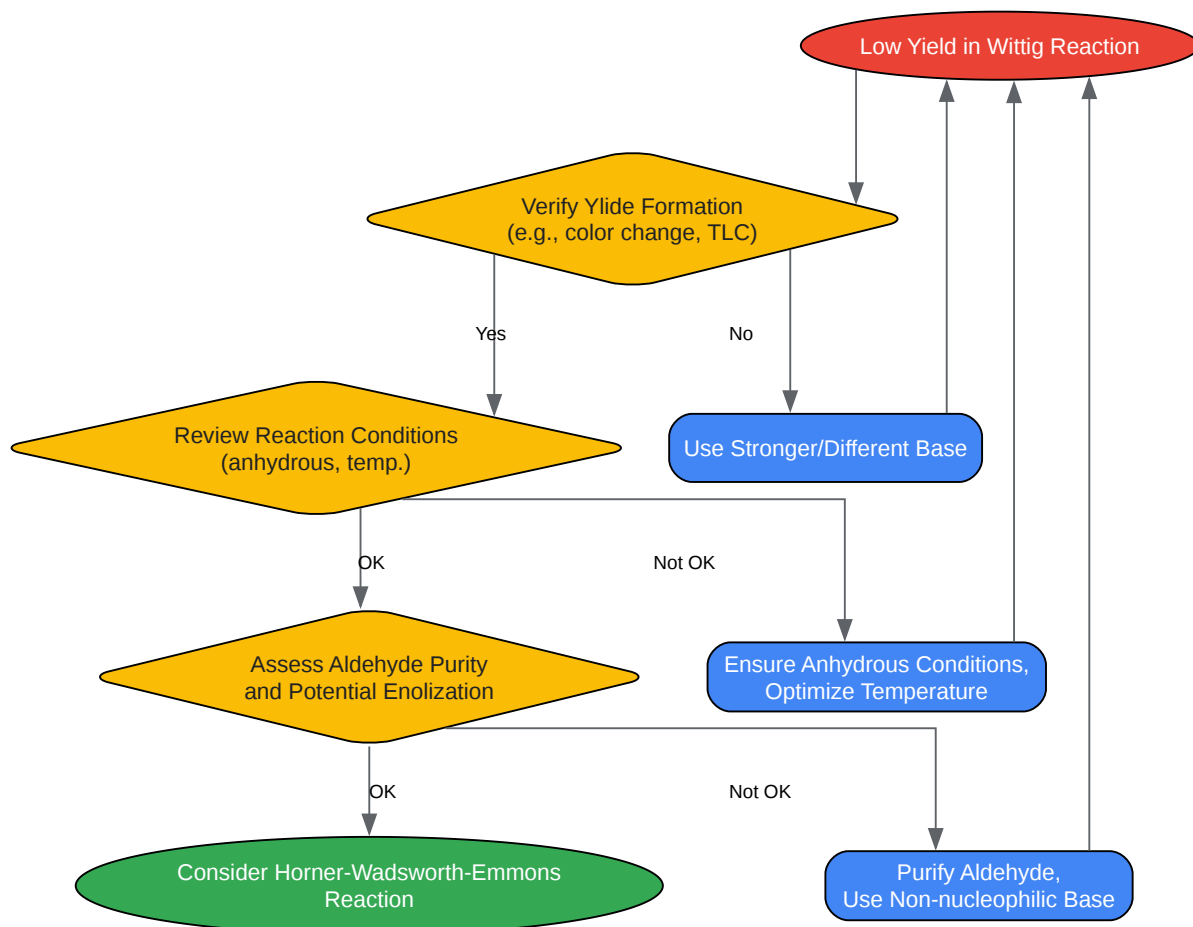 Low Yield in Wittig Reaction
Verify Ylide Formation
(e.g., color change, TLC)
Yes
No
Review Reaction Conditions
(anhydrous, temp.)
Use Stronger/Different Base
OK
Not OK
Assess Aldehyde Purity
and Potential Enolization
Ensure Anhydrous Conditions,
Optimize Temperature
OK
Not OK
Consider Horner-Wadsworth-Emmons
Reaction
Purify Aldehyde,
Use Non-nucleophilic Base